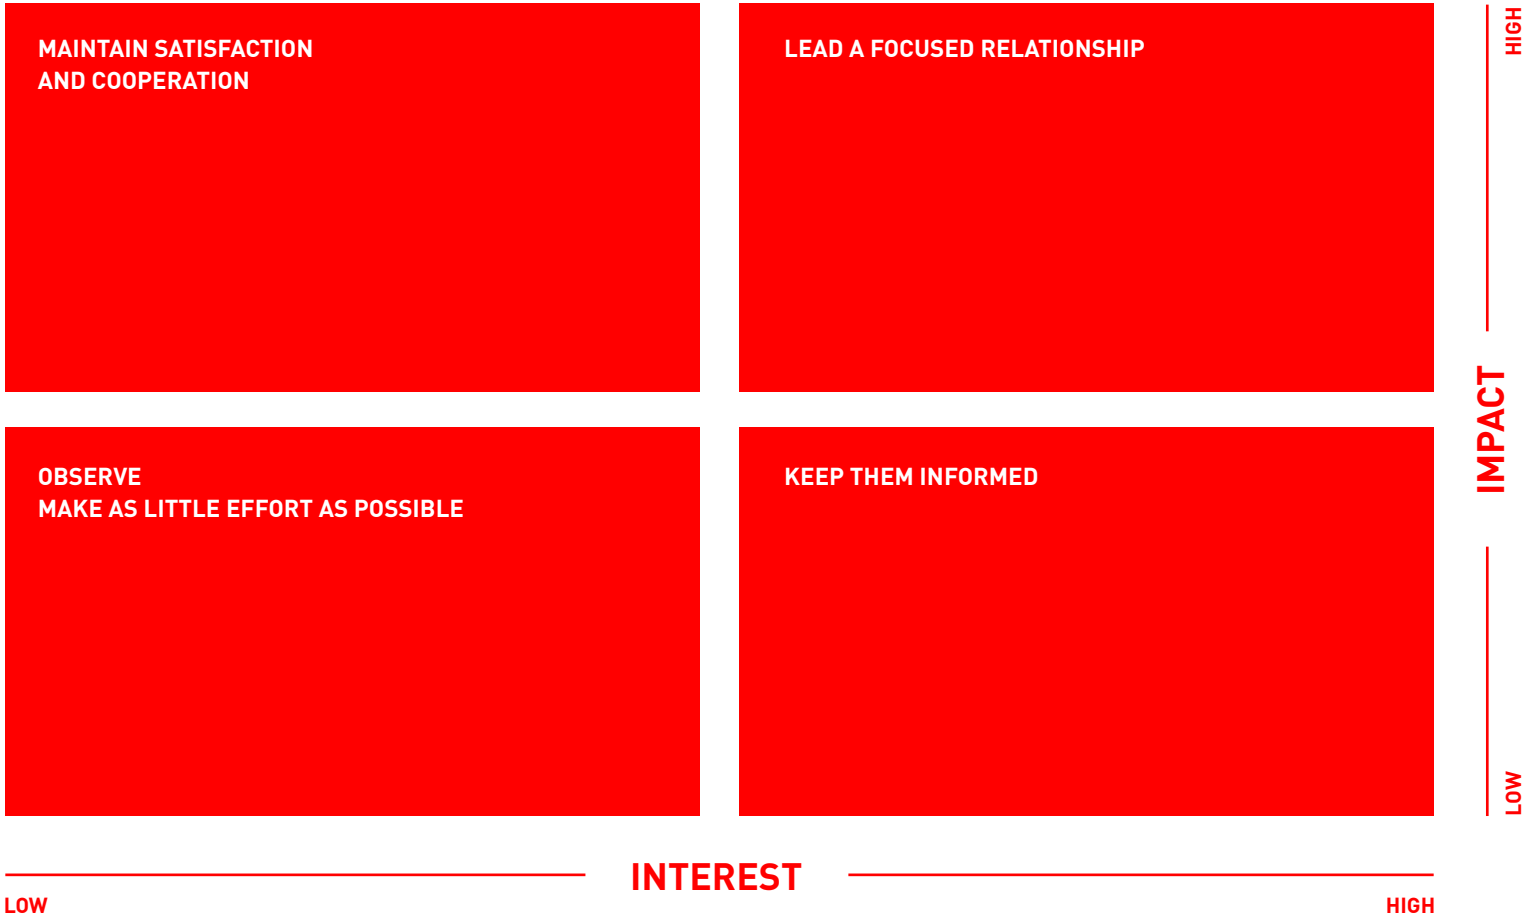 MAINTAIN SATISFACTION
AND COOPERATION
LEAD A FOCUSED RELATIONSHIP
HIGH
IMPACT
OBSERVE
MAKE AS LITTLE EFFORT AS POSSIBLE
KEEP THEM INFORMED
LOW
INTEREST
LOW
HIGH